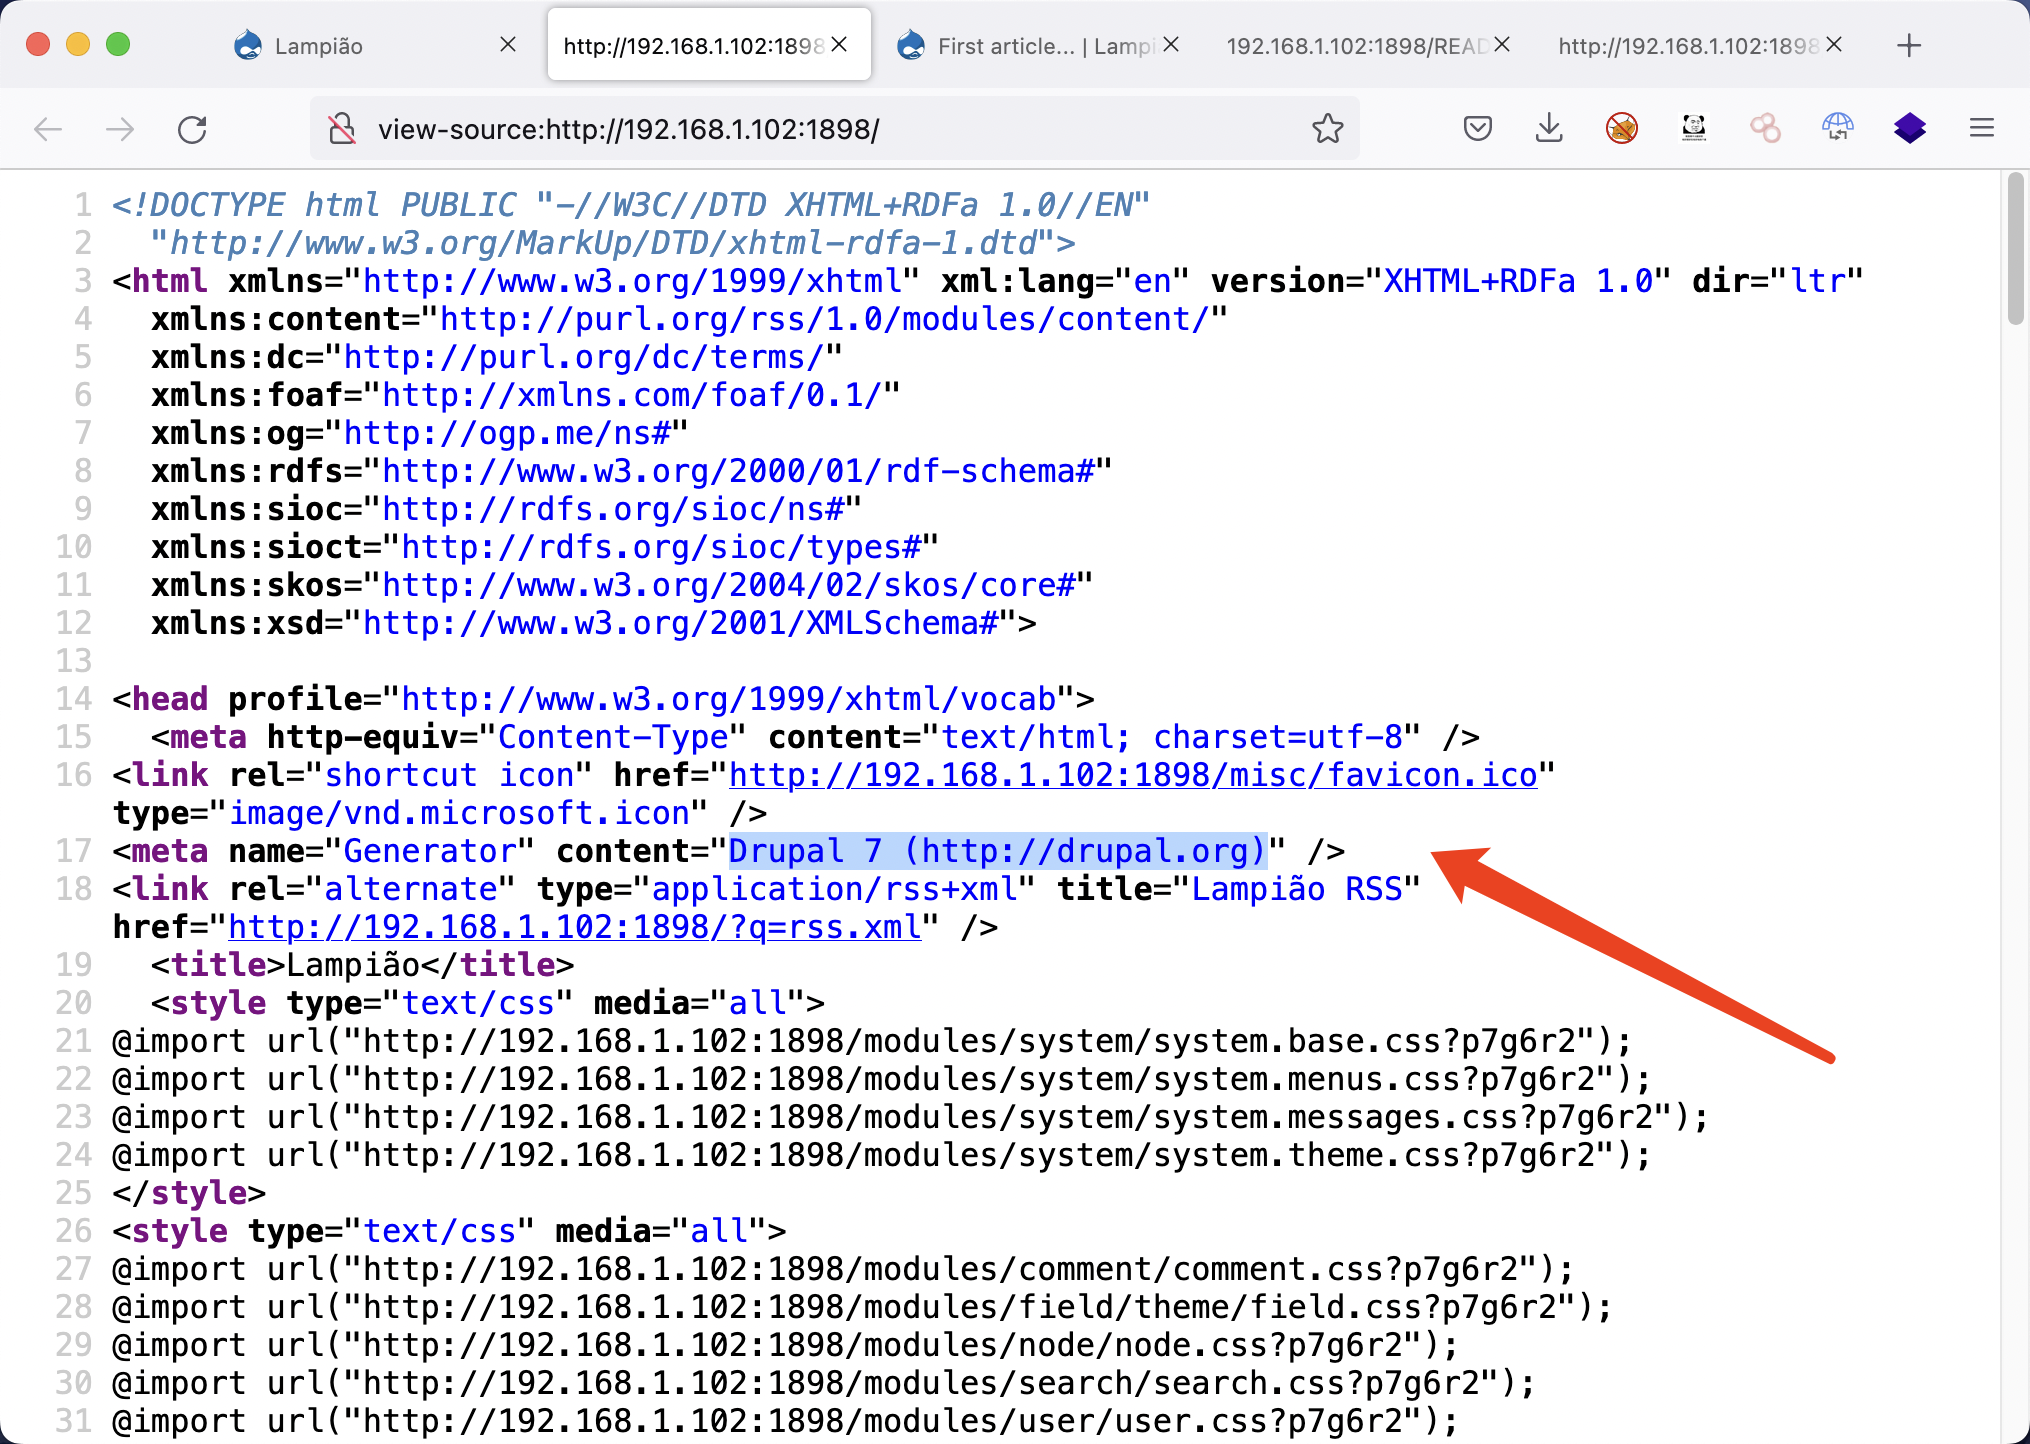 Lampião
http://192.168.1.102:1898
First article... | Lampi
192.168.1.102:1898/READ
http://192.168.1.102:1898
view-source:http://192.168.1.102:1898/
1 <!DOCTYPE html PUBLIC "-//W3C//DTD XHTML+RDFa 1.0//EN"
2 "http://www.w3.org/MarkUp/DTD/xhtml-rdfa-1.dtd">
3 <html xmlns="http://www.w3.org/1999/xhtml" xml:lang="en" version="XHTML+RDFa 1.0" dir="ltr"
4 xmlns:content="http://purl.org/rss/1.0/modules/content/"
5 xmlns:dc="http://purl.org/dc/terms/"
6 xmlns:foaf="http://xmlns.com/foaf/0.1/"
7 xmlns:og="http://ogp.me/ns#"
8 xmlns:rdfs="http://www.w3.org/2000/01/rdf-schema#"
9 xmlns:sioc="http://rdfs.org/sioc/ns#"
10 xmlns:sioct="http://rdfs.org/sioc/types#"
11 xmlns:skos="http://www.w3.org/2004/02/skos/core#"
12 xmlns:xsd="http://www.w3.org/2001/XMLSchema#">
13
14 <head profile="http://www.w3.org/1999/xhtml/vocab">
15 <meta http-equiv="Content-Type" content="text/html; charset=utf-8" />
16 <link rel="shortcut icon" href="http://192.168.1.102:1898/misc/favicon.ico"
type="image/vnd.microsoft.icon" />
17 <meta name="Generator" content="Drupal 7 (http://drupal.org)" />
18 <link rel="alternate" type="application/rss+xml" title="Lampião RSS"
href="http://192.168.1.102:1898/?q=rss.xml" />
19 <title>Lampião</title>
20 <style type="text/css" media="all">
21 @import url("http://192.168.1.102:1898/modules/system/system.base.css?p7g6r2");
22 @import url("http://192.168.1.102:1898/modules/system/system.menus.css?p7g6r2");
23 @import url("http://192.168.1.102:1898/modules/system/system.messages.css?p7g6r2");
24 @import url("http://192.168.1.102:1898/modules/system/system.theme.css?p7g6r2");
25 </style>
26 <style type="text/css" media="all">
27 @import url("http://192.168.1.102:1898/modules/comment/comment.css?p7g6r2");
28 @import url("http://192.168.1.102:1898/modules/field/theme/field.css?p7g6r2");
29 @import url("http://192.168.1.102:1898/modules/node/node.css?p7g6r2");
30 @import url("http://192.168.1.102:1898/modules/search/search.css?p7g6r2");
31 @import url("http://192.168.1.102:1898/modules/user/user.css?p7g6r2");